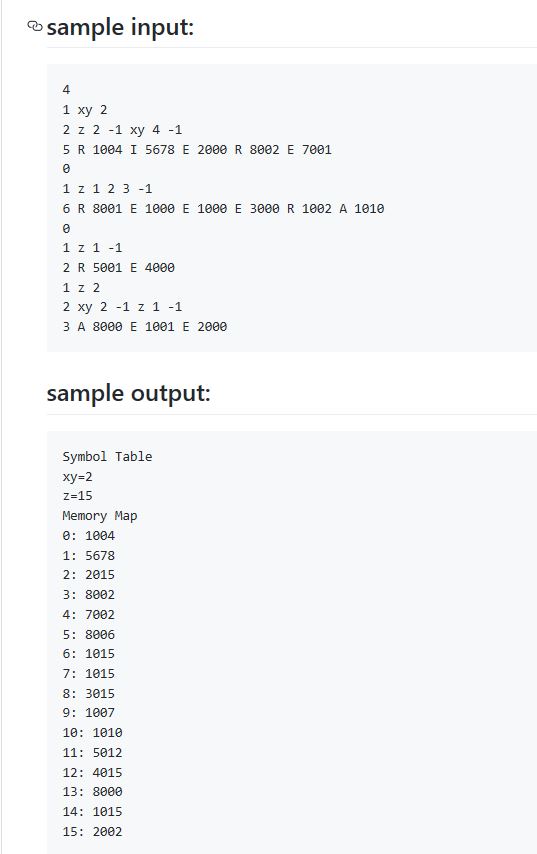 sample input:
4
1 xy 2
2 z 2 -1 xy 4 -1
5 R 1004 I 5678 E 2000 R 8002 E 7001
0
1 z 1 2 3 -1
6 R 8001 E 1000 E 1000 E 3000 R 1002 A 1010
0
1 z 1 -1
2 R 5001 E 4000
1 z 2
2 xy 2 -1 z 1 -1
3 A 8000 E 1001 E 2000
sample output:
Symbol Table
xy=2
z=15
Memory Map
0: 1004
1: 5678
2: 2015
3: 8002
4: 7002
5: 8006
6: 1015
7: 1015
8: 3015
9: 1007
10: 1010
11: 5012
12: 4015
13: 8000
14: 1015
15: 2002